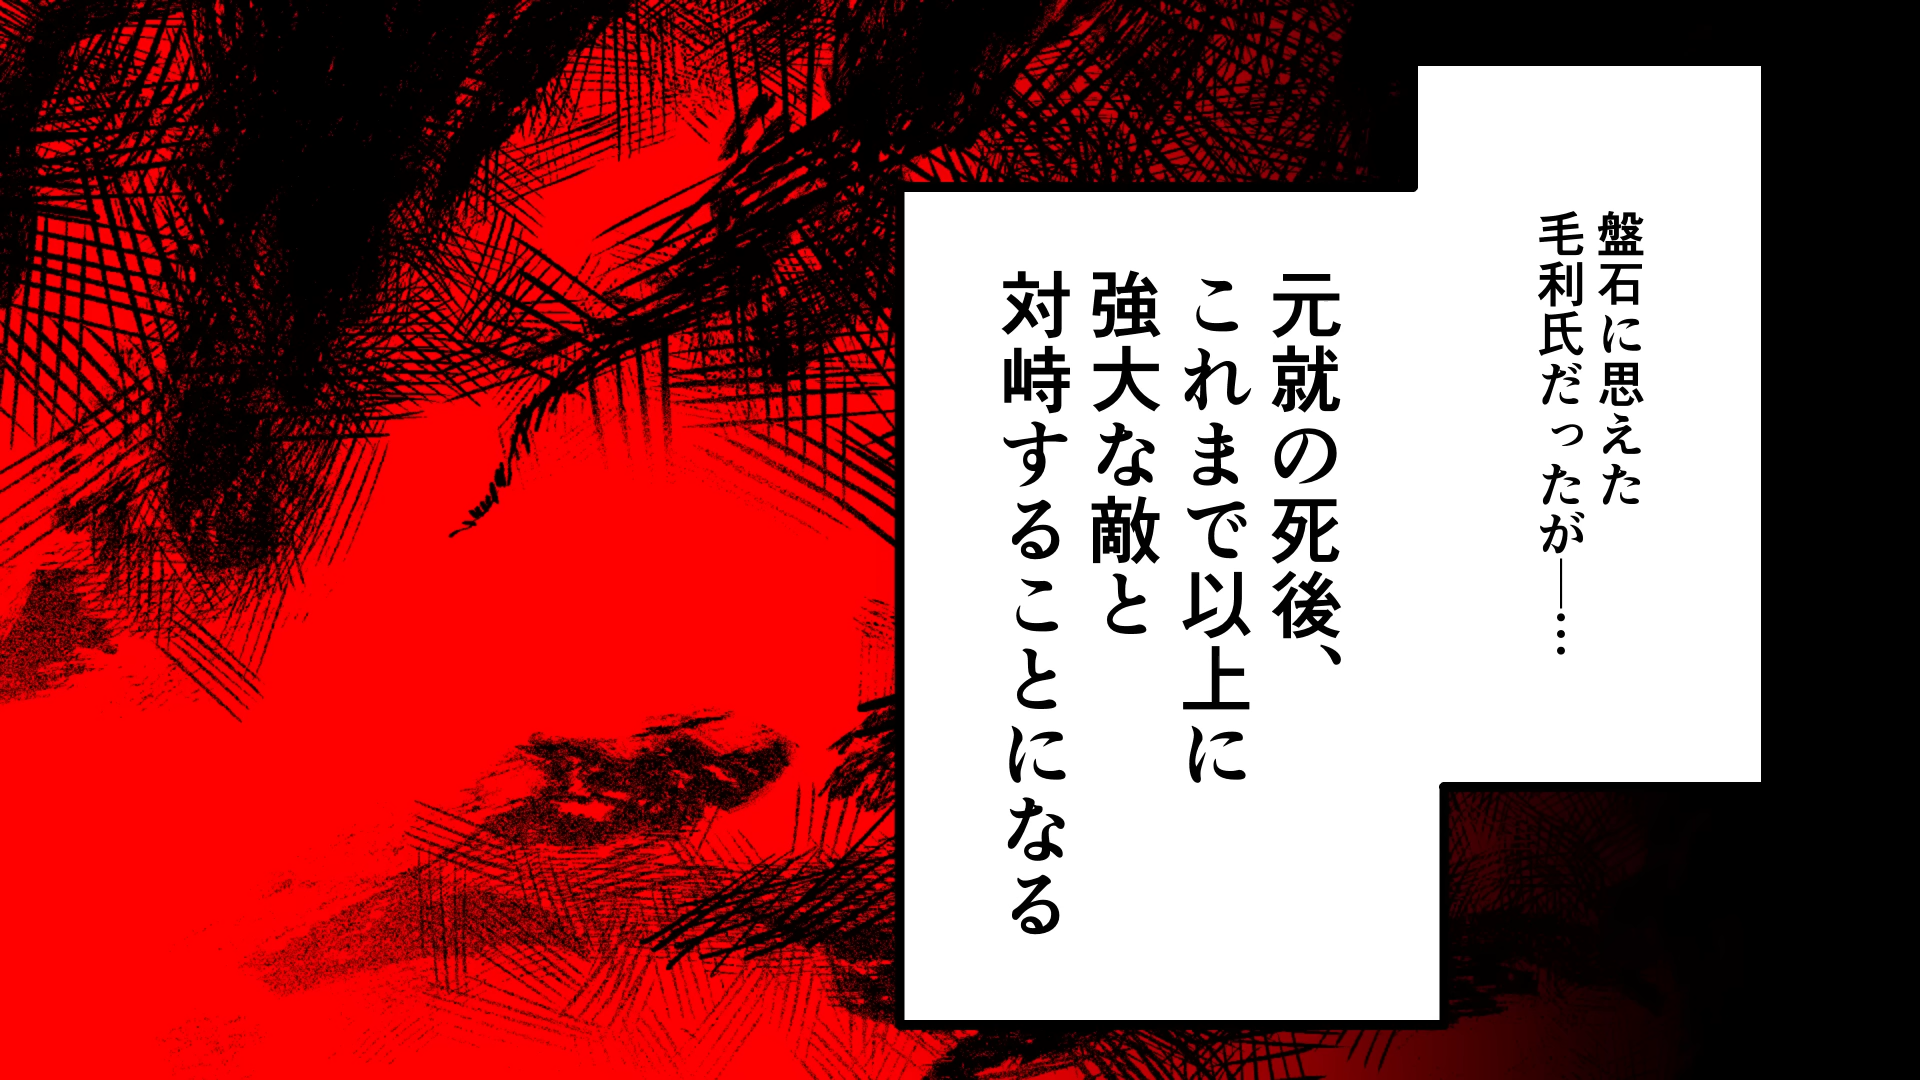 盤石に思えた
毛利氏だったが―…
元就の死後、
これまで以上に
強大な敵と
対峙することになる